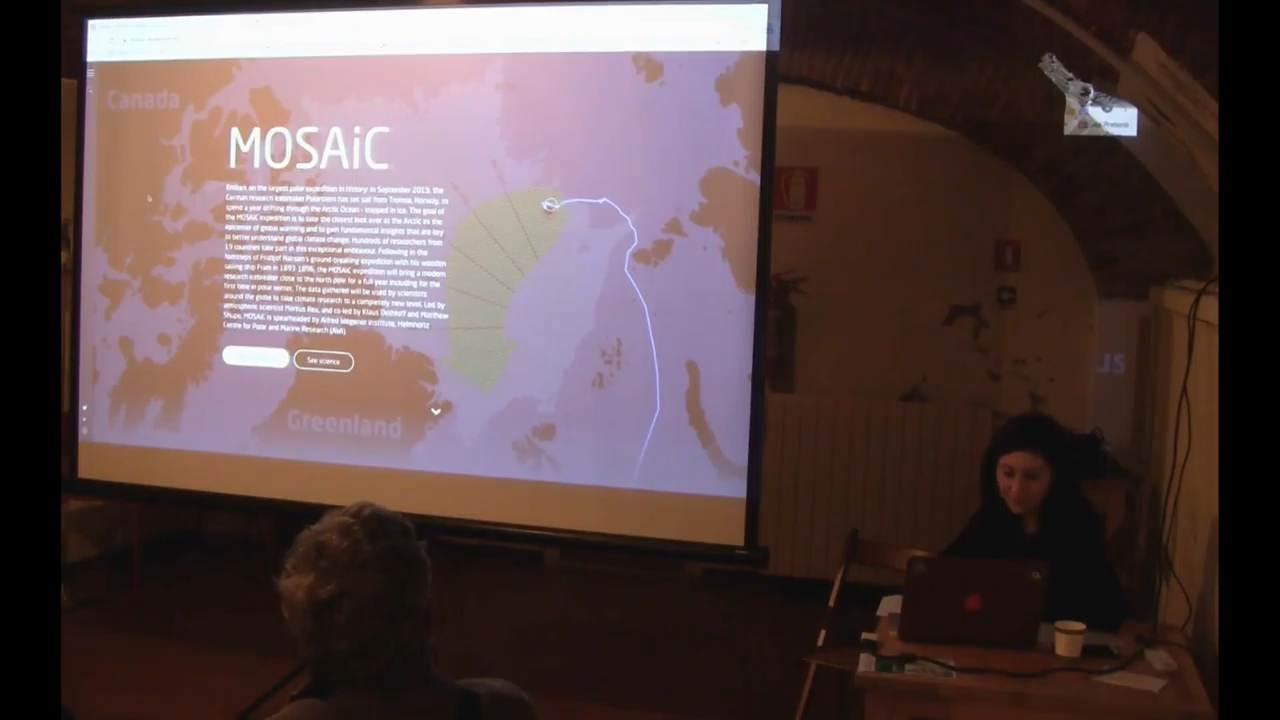 Canada
MOSAiC
Embark on the largest polar expedition in history: in September 2019, the
German research icebreaker Polarstern has set sail from Tromsø, Norway, to
spend a year drifting through the Arctic Ocean - trapped in ice. The goal of
the MOSAiC expedition is to take the closest look ever at the Arctic as the
epicenter of global warming and to gain fundamental insights that are key
to better understand global climate change. Hundreds of researchers from
19 countries take part in this exceptional endeavour. Following in the
footsteps of Fridtjof Nansen's ground-breaking expedition with his wooden
sailing ship Fram in 1893-1896, the MOSAiC expedition will bring a modern
research icebreaker close to the north pole for a full year including for the
first time in polar winter. The data gathered will be used by scientists
around the globe to take climate research to a completely new level. Led by
atmospheric scientist Markus Rex, and co-led by Klaus Dethloff and Matthew
Shupe, MOSAiC is spearheaded by Alfred Wegener Institute, Helmholtz
Centre for Polar and Marine Research (AWI).
See science
Greenland
us